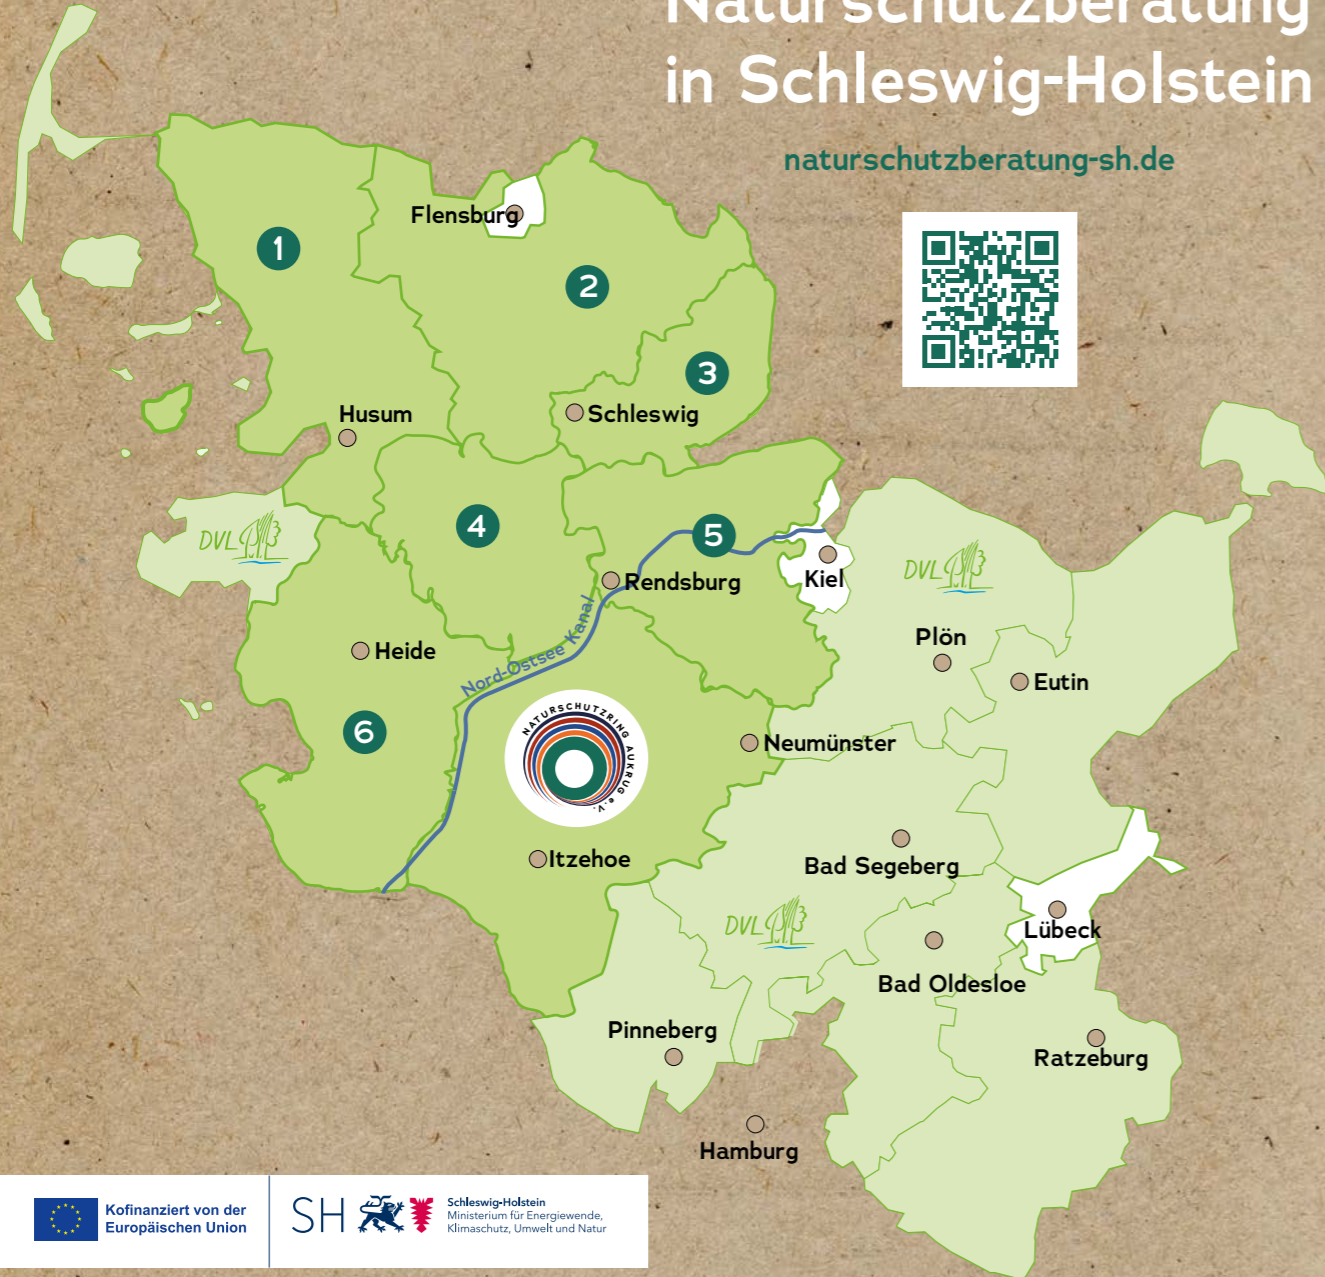 Naturschutzberatung
in Schleswig-Holstein
naturschutzberatung-sh.de
Flensburg
1
2
3
Husum
Schleswig
DVL
4
5
Kiel
DVL
Rendsburg
Nord-Ostsee Kanal
Heide
Plön
Eutin
6
NATURSCHUTZRING AUKRUG e.V.
Neumünster
Itzehoe
Bad Segeberg
DVL
Lübeck
Bad Oldesloe
Pinneberg
Ratzeburg
Hamburg
Kofinanziert von der
Europäischen Union
SH
Schleswig-Holstein
Ministerium für Energiewende,
Klimaschutz, Umwelt und Natur